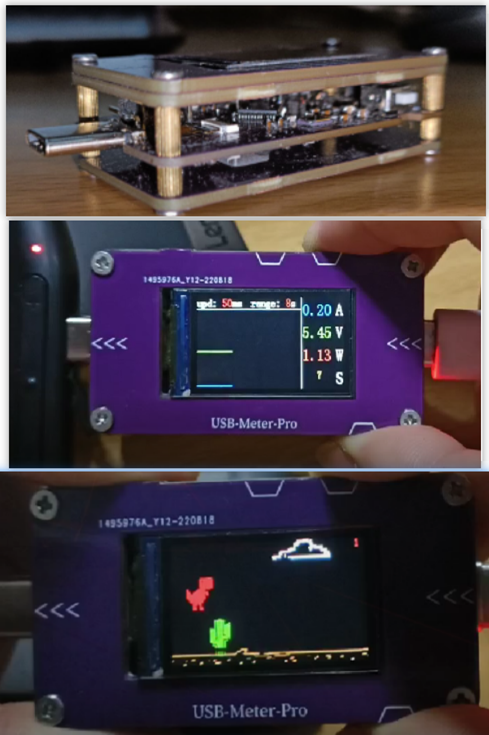 1495976A_Y12-220818
upd: 50ms range: 8s
0.20 A
5.45 V
1.13 W
7 S
<<<
<<<
USB-Meter-Pro
1495976A_Y12-220818
1
<<<
<<<
USB-Meter-Pro